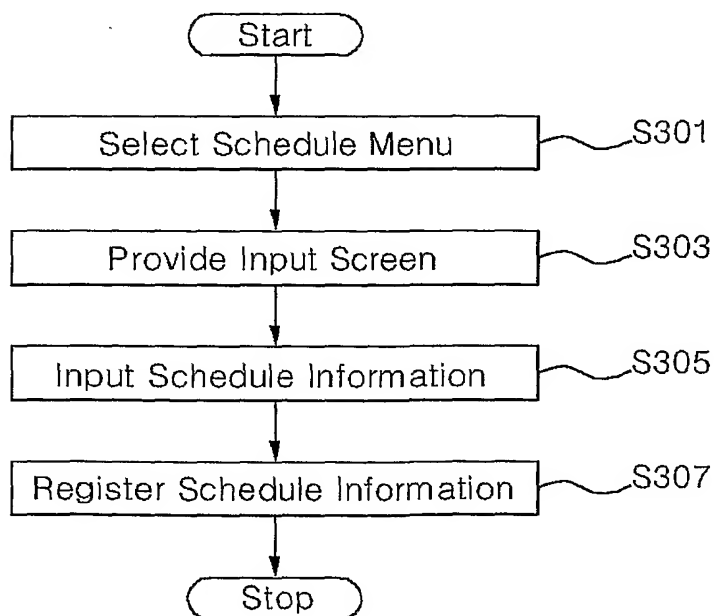 Start
Select Schedule Menu
S301
Provide Input Screen
S303
Input Schedule Information
S305
Register Schedule Information
S307
Stop